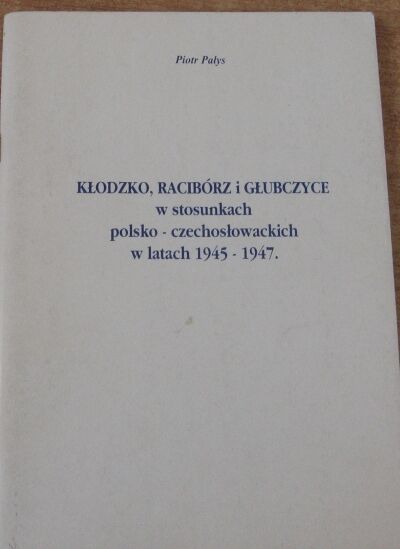 Piotr Pałys
KŁODZKO, RACIBÓRZ i GŁUBCZYCE
w stosunkach
polsko - czechosłowackich
w latach 1945 - 1947.